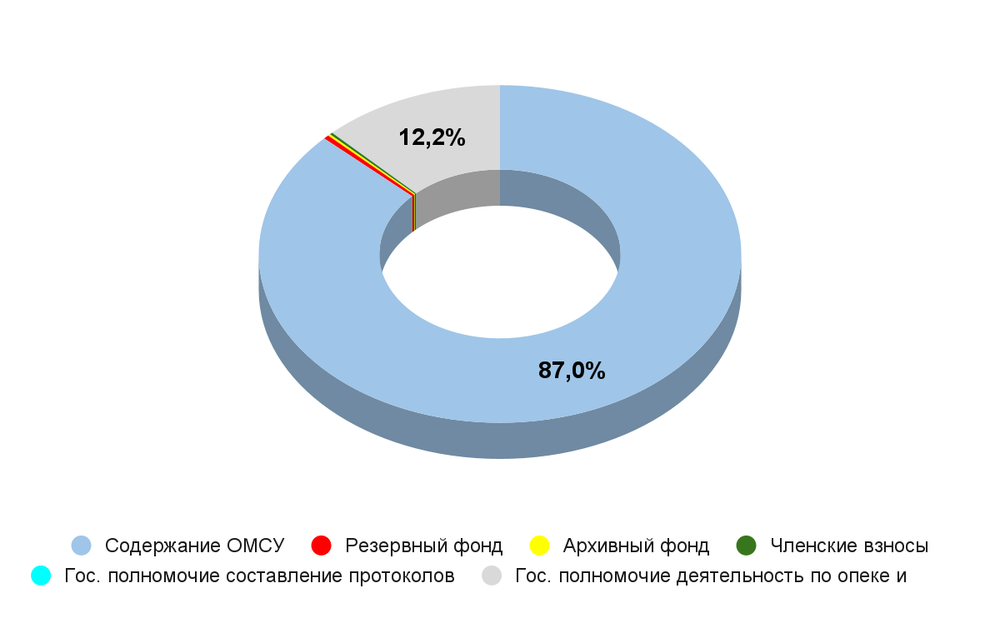 12,2%
87,0%
Содержание ОМСУ Резервный фонд Архивный фонд Членские взносы
Гос. полномочие составление протоколов Гос. полномочие деятельность по опеке и